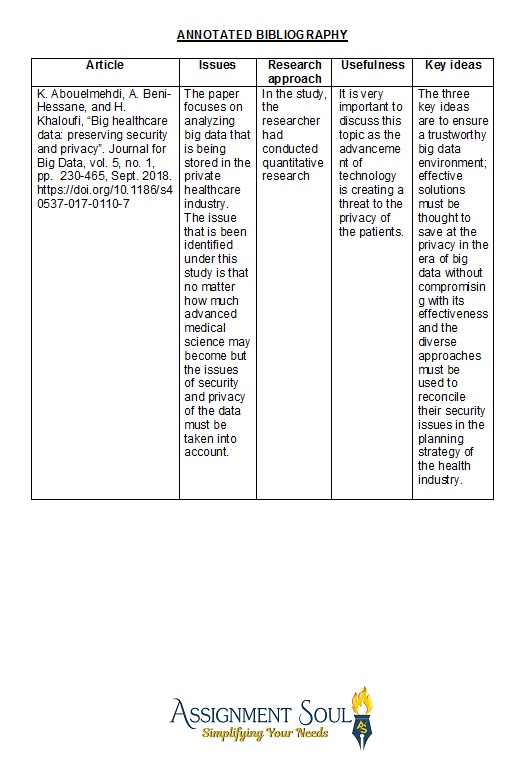 ANNOTATED BIBLIOGRAPHY
Article
Issues
Research
approach
Usefulness
Key ideas
K. Abouelmehdi, A. Beni-
Hessane, and H.
Khaloufi, “Big healthcare
data: preserving security
and privacy”. Journal for
Big Data, vol. 5, no. 1,
pp. 230-465, Sept. 2018.
https://doi.org/10.1186/s4
0537-017-0110-7
The paper
focuses on
analyzing
big data that
is being
stored in the
private
healthcare
industry.
The issue
that is been
identified
under this
study is that
no matter
how much
advanced
medical
science may
become but
the issues
of security
and privacy
of the data
must be
taken into
account.
In the study,
the
researcher
had
conducted
quantitative
research
It is very
important to
discuss this
topic as the
advanceme
nt of
technology
is creating a
threat to the
privacy of
the patients.
The three
key ideas
are to ensure
a trustworthy
big data
environment;
effective
solutions
must be
thought to
save at the
privacy in the
era of big
data without
compromisin
g with its
effectiveness
and the
diverse
approaches
must be
used to
reconcile
their security
issues in the
planning
strategy of
the health
industry.
ASSIGNMENT SOUL
Simplifying Your Needs
AS